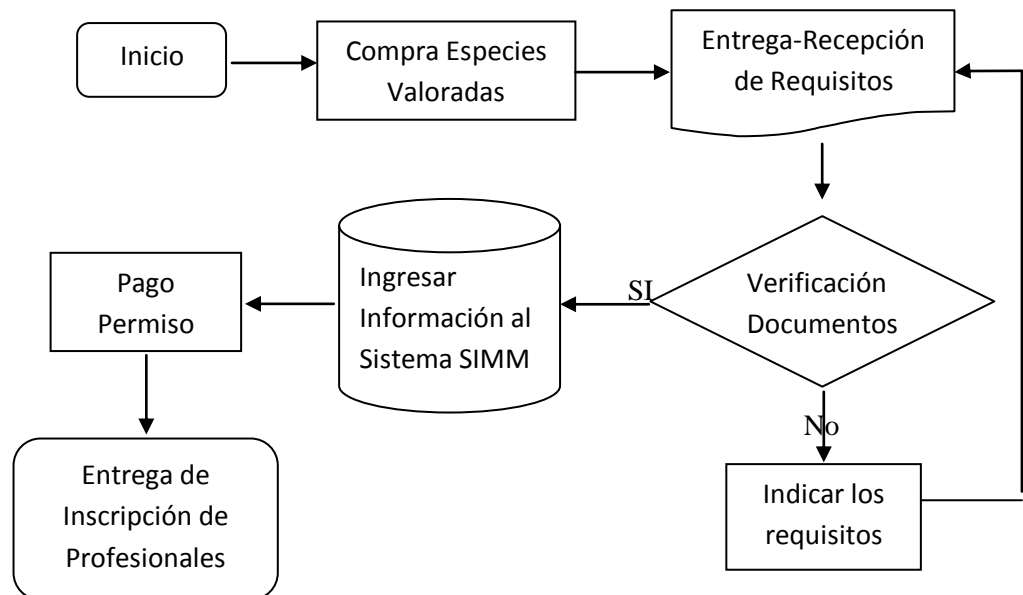 Inicio
Compra Especies
Valoradas
Entrega-Recepción
de Requisitos
Verificación
Documentos
SI
Ingresar
Información al
Sistema SIMM
Pago
Permiso
Entrega de
Inscripción de
Profesionales
No
Indicar los
requisitos